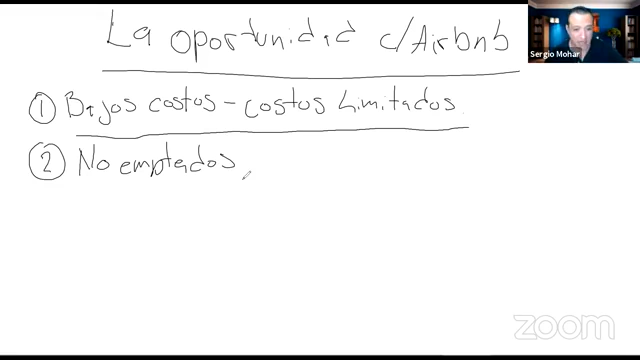 La oportunidad c/Airbnb
Sergio Mohar
① Bajos costos - costos limitados
② No empleados
zoom